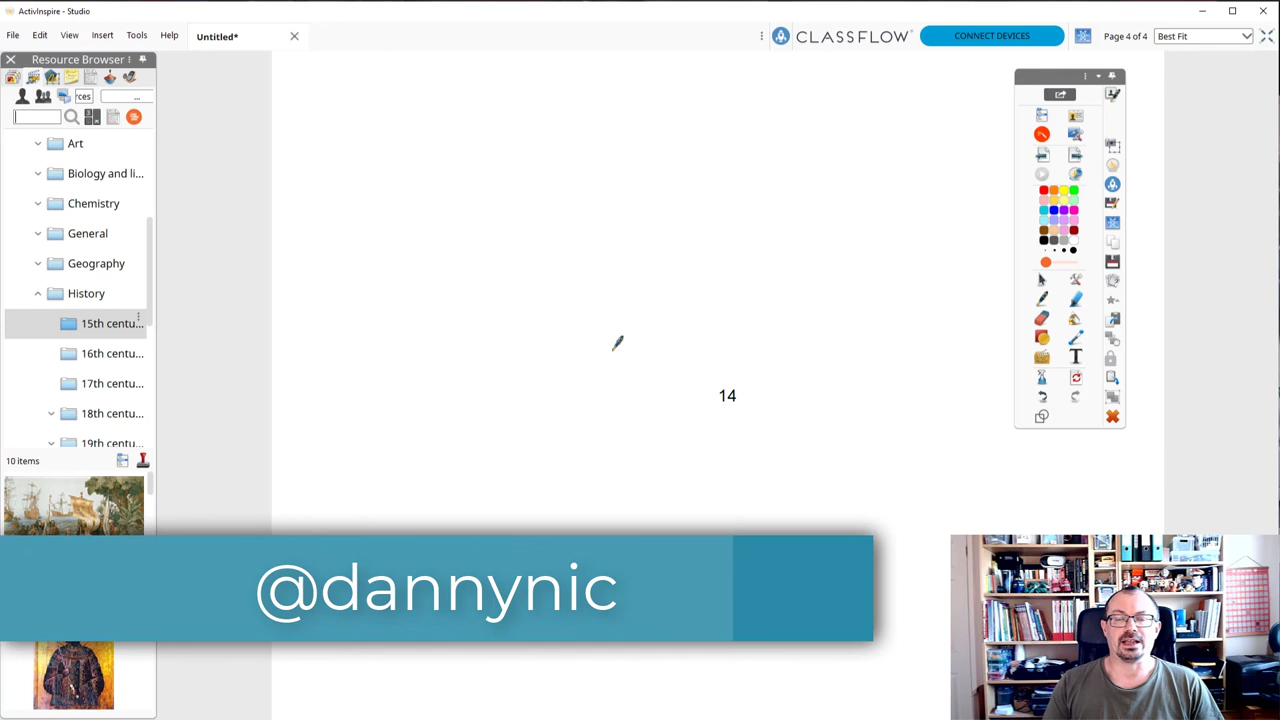 ActivInspire - Studio
File Edit View Insert Tools Help
Untitled*
CLASSFLOW
CONNECT DEVICES
Page 4 of 4
Best Fit
Resource Browser
rces
...
Art
Biology and li...
Chemistry
General
Geography
History
15th centu...
16th centu...
17th centu...
18th centu...
19th centu...
10 items
14
T
@dannynic